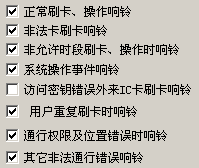 正常刷卡、操作响铃
非法卡刷卡响铃
非允许时段刷卡、操作时响铃
系统操作事件响铃
访问密钥错误外来IC卡刷卡响铃
用户重复刷卡时响铃
通行权限及位置错误时响铃
其它非法通行错误响铃